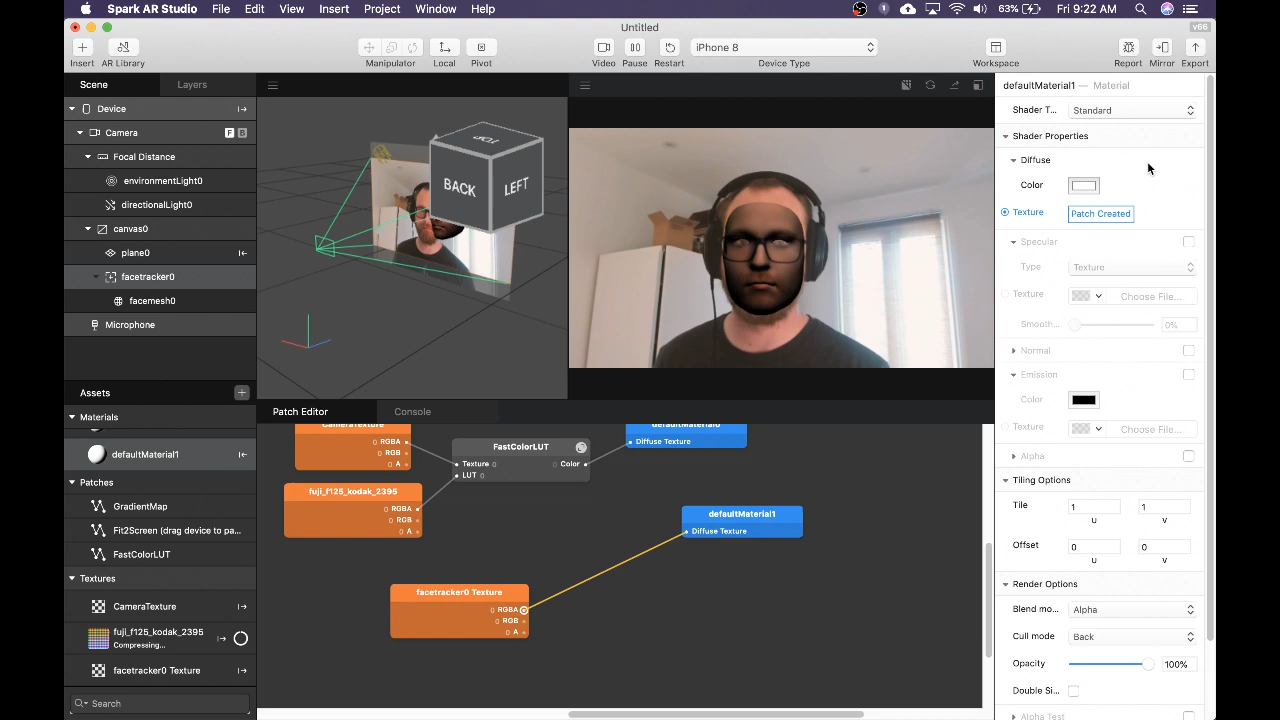 Spark AR Studio File Edit View Insert Project Window Help 1 63% Fri 9:22 AM
Untitled v66
Insert AR Library Manipulator Local Pivot Video Pause Restart iPhone 8 Device Type Workspace Report Mirror Export
Scene Layers
Device
Camera F B
Focal Distance
environmentLight0
directionalLight0
canvas0
plane0
facetracker0
facemesh0
Microphone
Assets
Materials
defaultMaterial1
Patches
GradientMap
Fit2Screen (drag device to pa...
FastColorLUT
Textures
CameraTexture
fuji_f125_kodak_2395
Compressing...
facetracker0 Texture
Search
TOP
BACK LEFT
Patch Editor Console
CameraTexture
RGBA
RGB
A
fuji_f125_kodak_2395
RGBA
RGB
A
FastColorLUT
Texture Color
LUT
defaultMaterial0
Diffuse Texture
defaultMaterial1
Diffuse Texture
facetracker0 Texture
RGBA
RGB
A
defaultMaterial1 — Material
Shader T... Standard
Shader Properties
Diffuse
Color
Texture Patch Created
Specular
Type Texture
Texture Choose File...
Smooth... 0%
Normal
Emission
Color
Texture Choose File...
Alpha
Tiling Options
Tile 1 1
U V
Offset 0 0
U V
Render Options
Blend mo... Alpha
Cull mode Back
Opacity 100%
Double Si...
Alpha Test